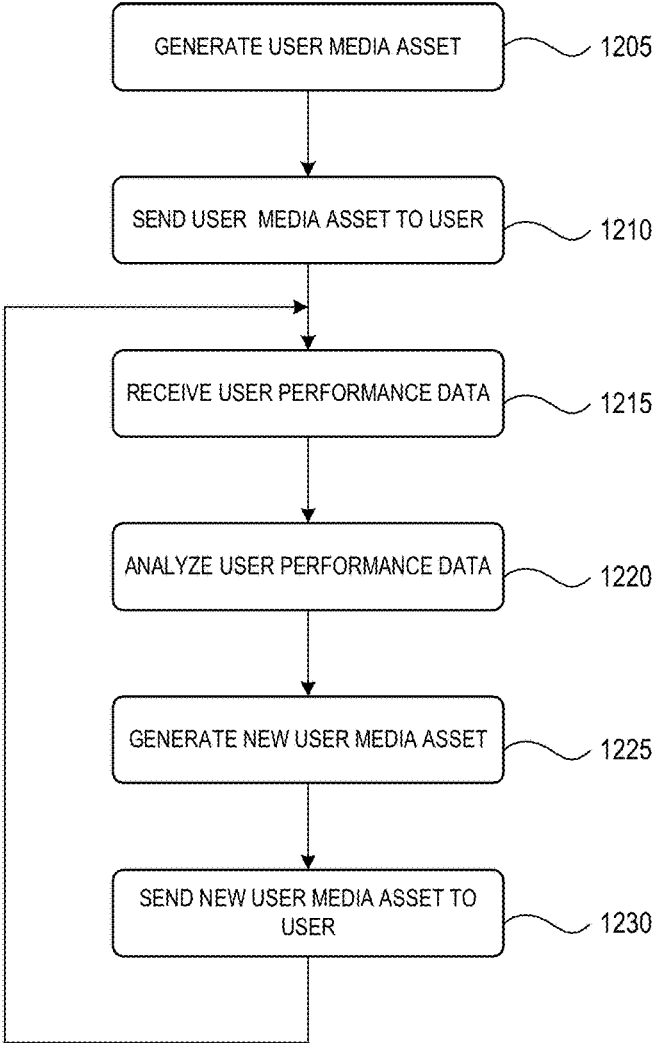 GENERATE USER MEDIA ASSET
1205
SEND USER MEDIA ASSET TO USER
1210
RECEIVE USER PERFORMANCE DATA
1215
ANALYZE USER PERFORMANCE DATA
1220
GENERATE NEW USER MEDIA ASSET
1225
SEND NEW USER MEDIA ASSET TO
USER
1230